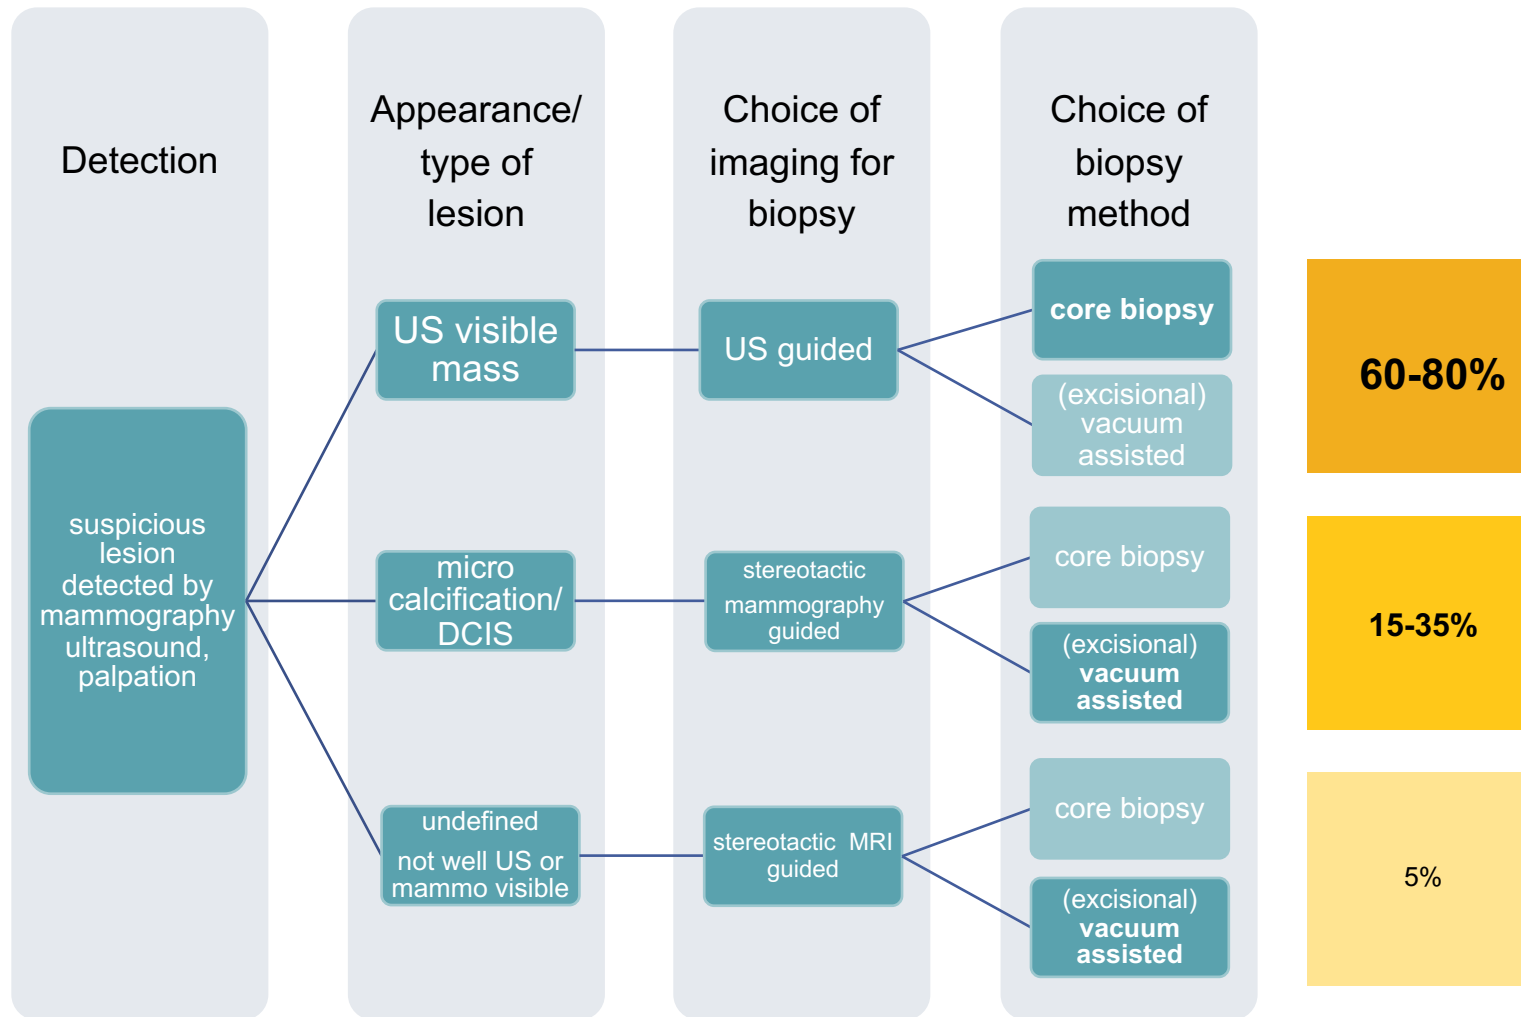 Detection
Appearance/
type of
lesion
Choice of
imaging for
biopsy
Choice of
biopsy
method
suspicious
lesion
detected by
mammography
ultrasound,
palpation
US visible
mass
US guided
core biopsy
(excisional)
vacuum
assisted
60-80%
micro
calcification/
DCIS
stereotactic
mammography
guided
core biopsy
(excisional)
vacuum
assisted
15-35%
undefined
not well US or
mammo visible
stereotactic MRI
guided
core biopsy
(excisional)
vacuum
assisted
5%